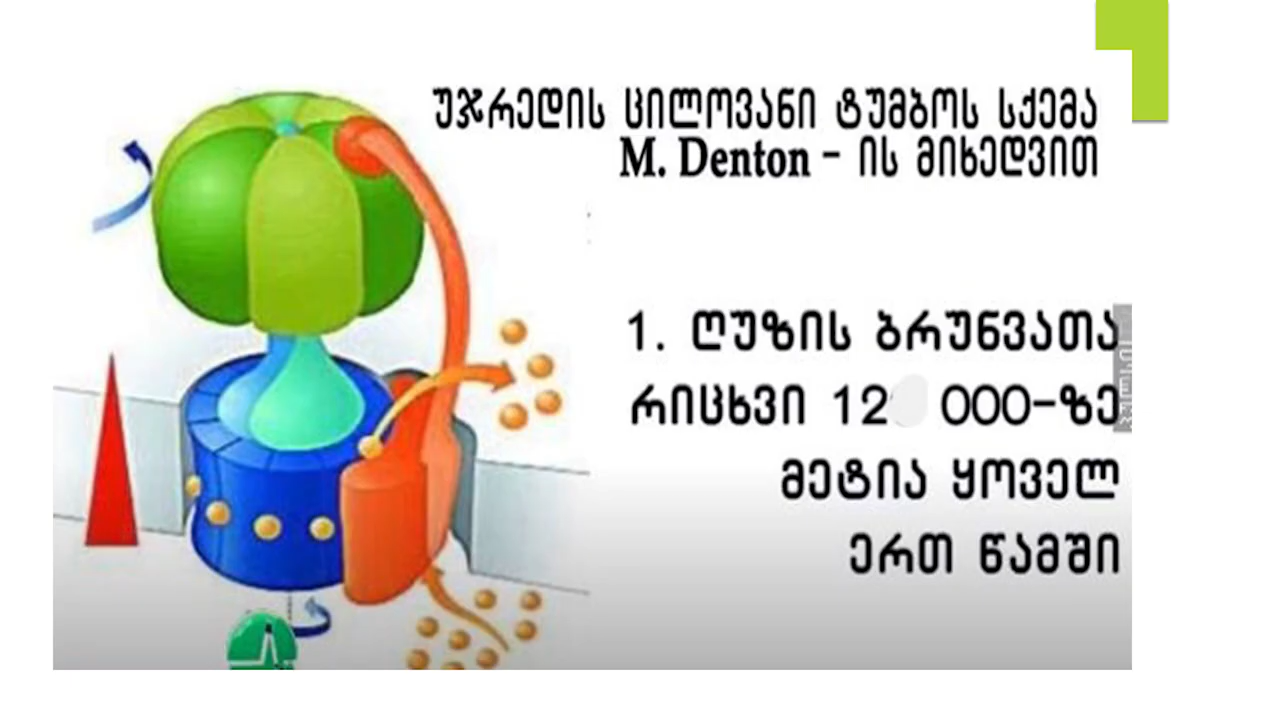 უჯრედის ცილოვანი ტუმბოს სქემა
M. Denton – ის მიხედვით
1. ღუზის ბრუნვათა
რიცხვი 12 000-ზე
მეტია ყოველ
ერთ წამში